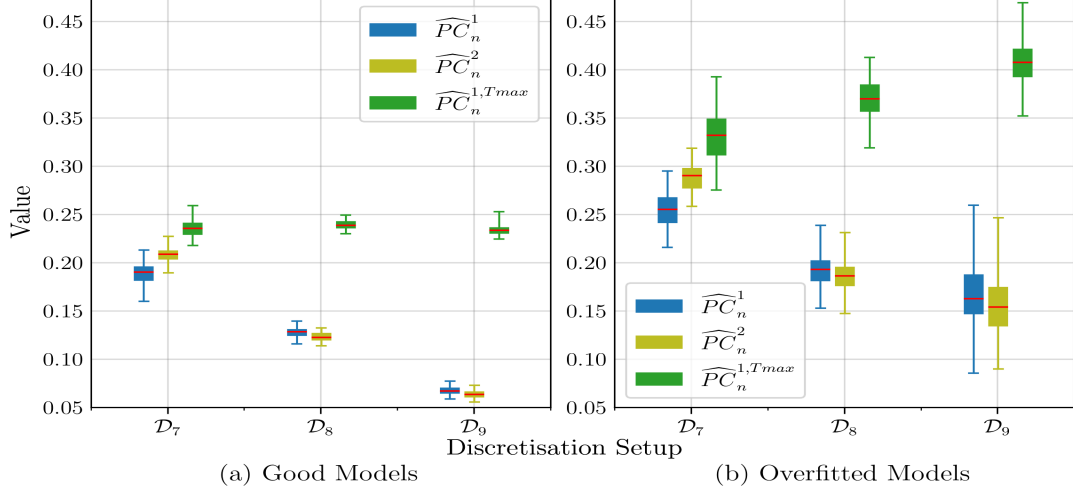 0.45
0.40
0.35
0.30
0.25
0.20
0.15
0.10
0.05
Value
$\widehat{PC}_n^1$
$\widehat{PC}_n^2$
$\widehat{PC}_n^{1,Tmax}$
$\mathcal{D}_7$ $\mathcal{D}_8$ $\mathcal{D}_9$
(a) Good Models
0.45
0.40
0.35
0.30
0.25
0.20
0.15
0.10
0.05
$\widehat{PC}_n^1$
$\widehat{PC}_n^2$
$\widehat{PC}_n^{1,Tmax}$
$\mathcal{D}_7$ $\mathcal{D}_8$ $\mathcal{D}_9$
Discretisation Setup
(b) Overfitted Models